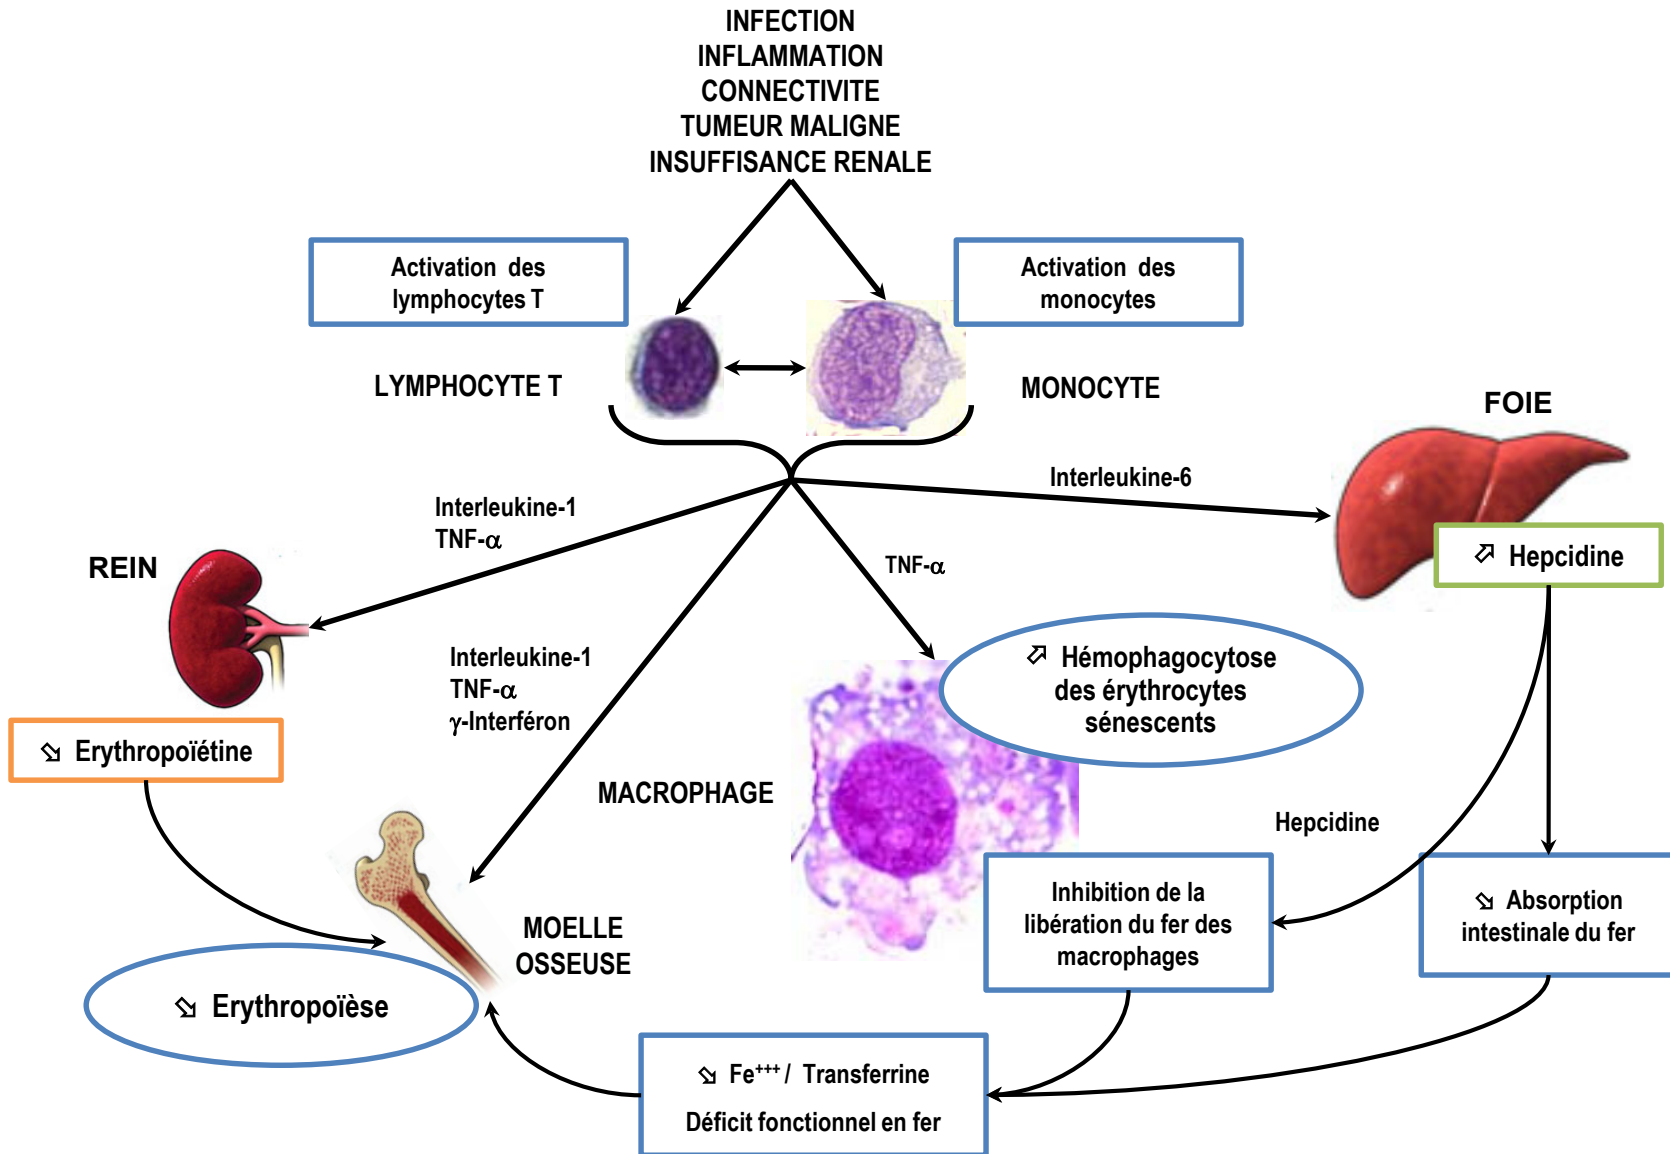 INFECTION
INFLAMMATION
CONNECTIVITE
TUMEUR MALIGNE
INSUFFISANCE RENALE
Activation des
lymphocytes T
Activation des
monocytes
LYMPHOCYTE T
MONOCYTE
FOIE
Interleukine-6
Interleukine-1
TNF-α
TNF-α
⬂ Hepcidine
REIN
Interleukine-1
TNF-α
γ-Interféron
⬀ Hémophagocytose
des érythrocytes
sénescents
⬂ Erythropoïétine
MACROPHAGE
Hepcidine
Inhibition de la
libération du fer des
macrophages
⬂ Absorption
intestinale du fer
MOELLE
OSSEUSE
⬂ Erythropoïèse
⬂ Fe⁺⁺⁺ / Transferrine
Déficit fonctionnel en fer